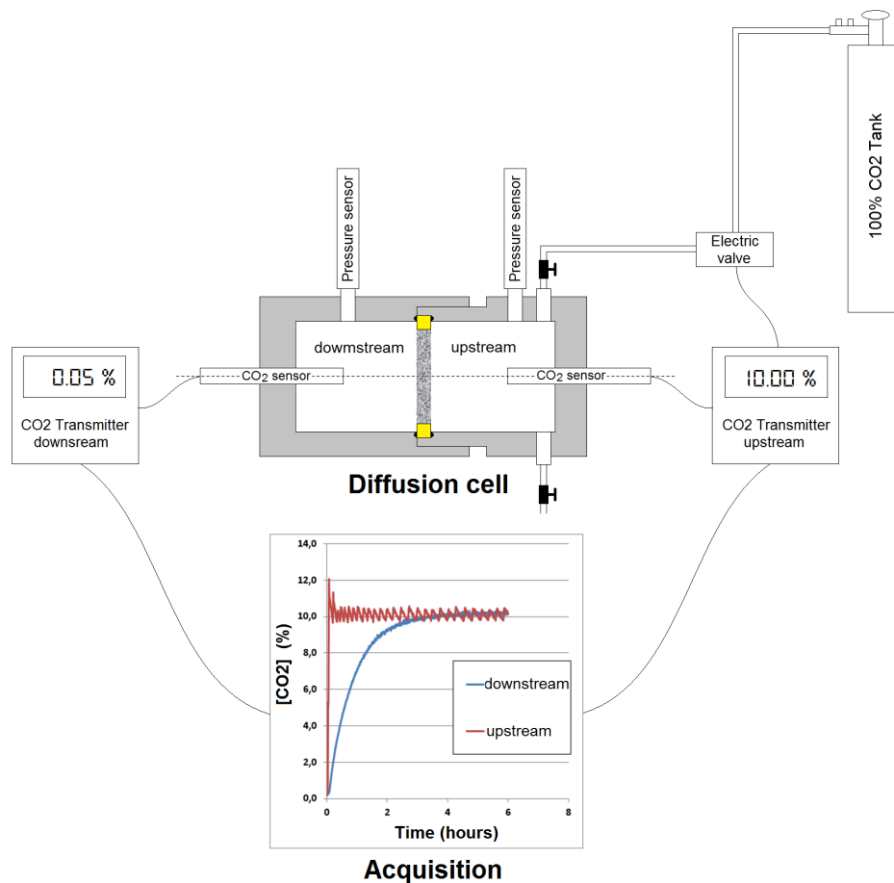 100% CO2 Tank
Pressure sensor
Pressure sensor
Electric
valve
dowmstream
upstream
0.05 %
CO2 Transmitter
downsream
CO2 sensor
CO2 sensor
10.00 %
CO2 Transmitter
upstream
Diffusion cell
14,0
12,0
10,0
8,0
6,0
4,0
2,0
0,0
[CO2] (%)
downstream
upstream
0
2
4
6
8
Time (hours)
Acquisition